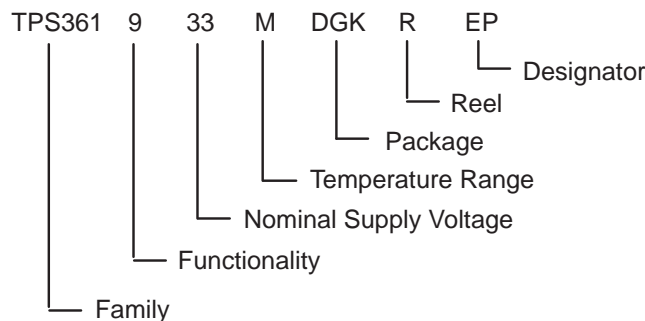 TPS361 9 33 M DGK R EP
Designator
Reel
Package
Temperature Range
Nominal Supply Voltage
Functionality
Family